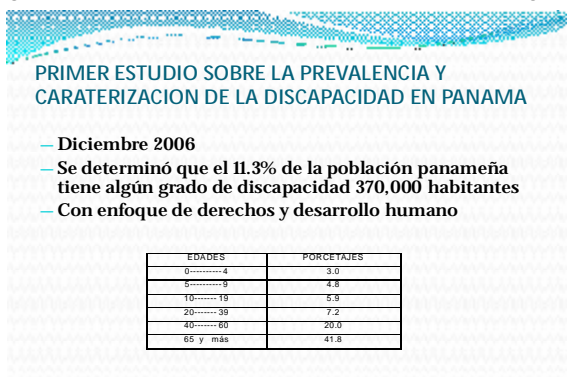 PRIMER ESTUDIO SOBRE LA PREVALENCIA Y
CARATERIZACION DE LA DISCAPACIDAD EN PANAMA
– Diciembre 2006
– Se determinó que el 11.3% de la población panameña
tiene algún grado de discapacidad 370,000 habitantes
– Con enfoque de derechos y desarrollo humano
EDADES PORCETAJES
0----------4 3.0
5----------9 4.8
10------- 19 5.9
20------- 39 7.2
40------- 60 20.0
65 y más 41.8